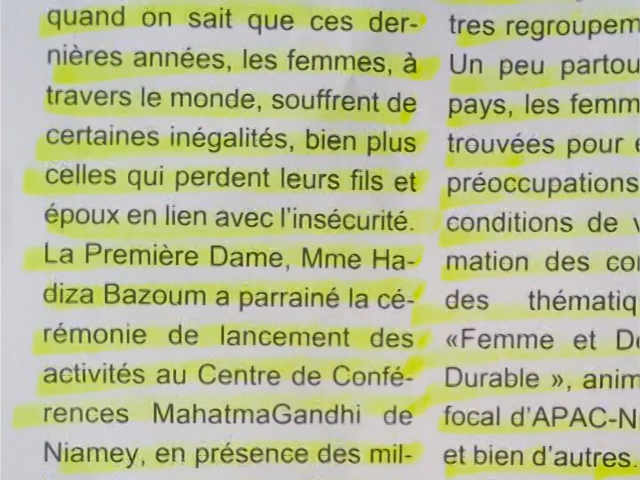 quand on sait que ces der-
nières années, les femmes, à
travers le monde, souffrent de
certaines inégalités, bien plus
celles qui perdent leurs fils et
époux en lien avec l'insécurité.
La Première Dame, Mme Ha-
diza Bazoum a parrainé la cé-
rémonie de lancement des
activités au Centre de Confé-
rences MahatmaGandhi de
Niamey, en présence des mil-
tres regroupem
Un peu partou
pays, les femm
trouvées pour
préoccupations
conditions de
mation des
des thématiq
«Femme et
Durable », anim
focal d'APAC-N
et bien d'autres.